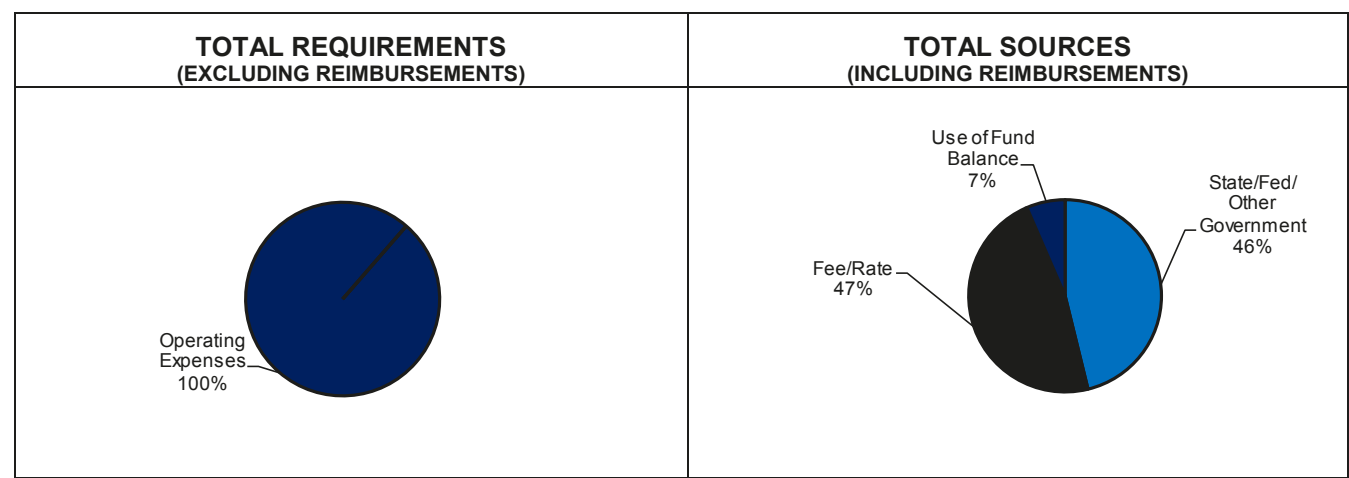 TOTAL REQUIREMENTS
(EXCLUDING REIMBURSEMENTS)
Operating
Expenses
100%
TOTAL SOURCES
(INCLUDING REIMBURSEMENTS)
Use of Fund
Balance
7%
State/Fed/
Other
Government
46%
Fee/Rate
47%